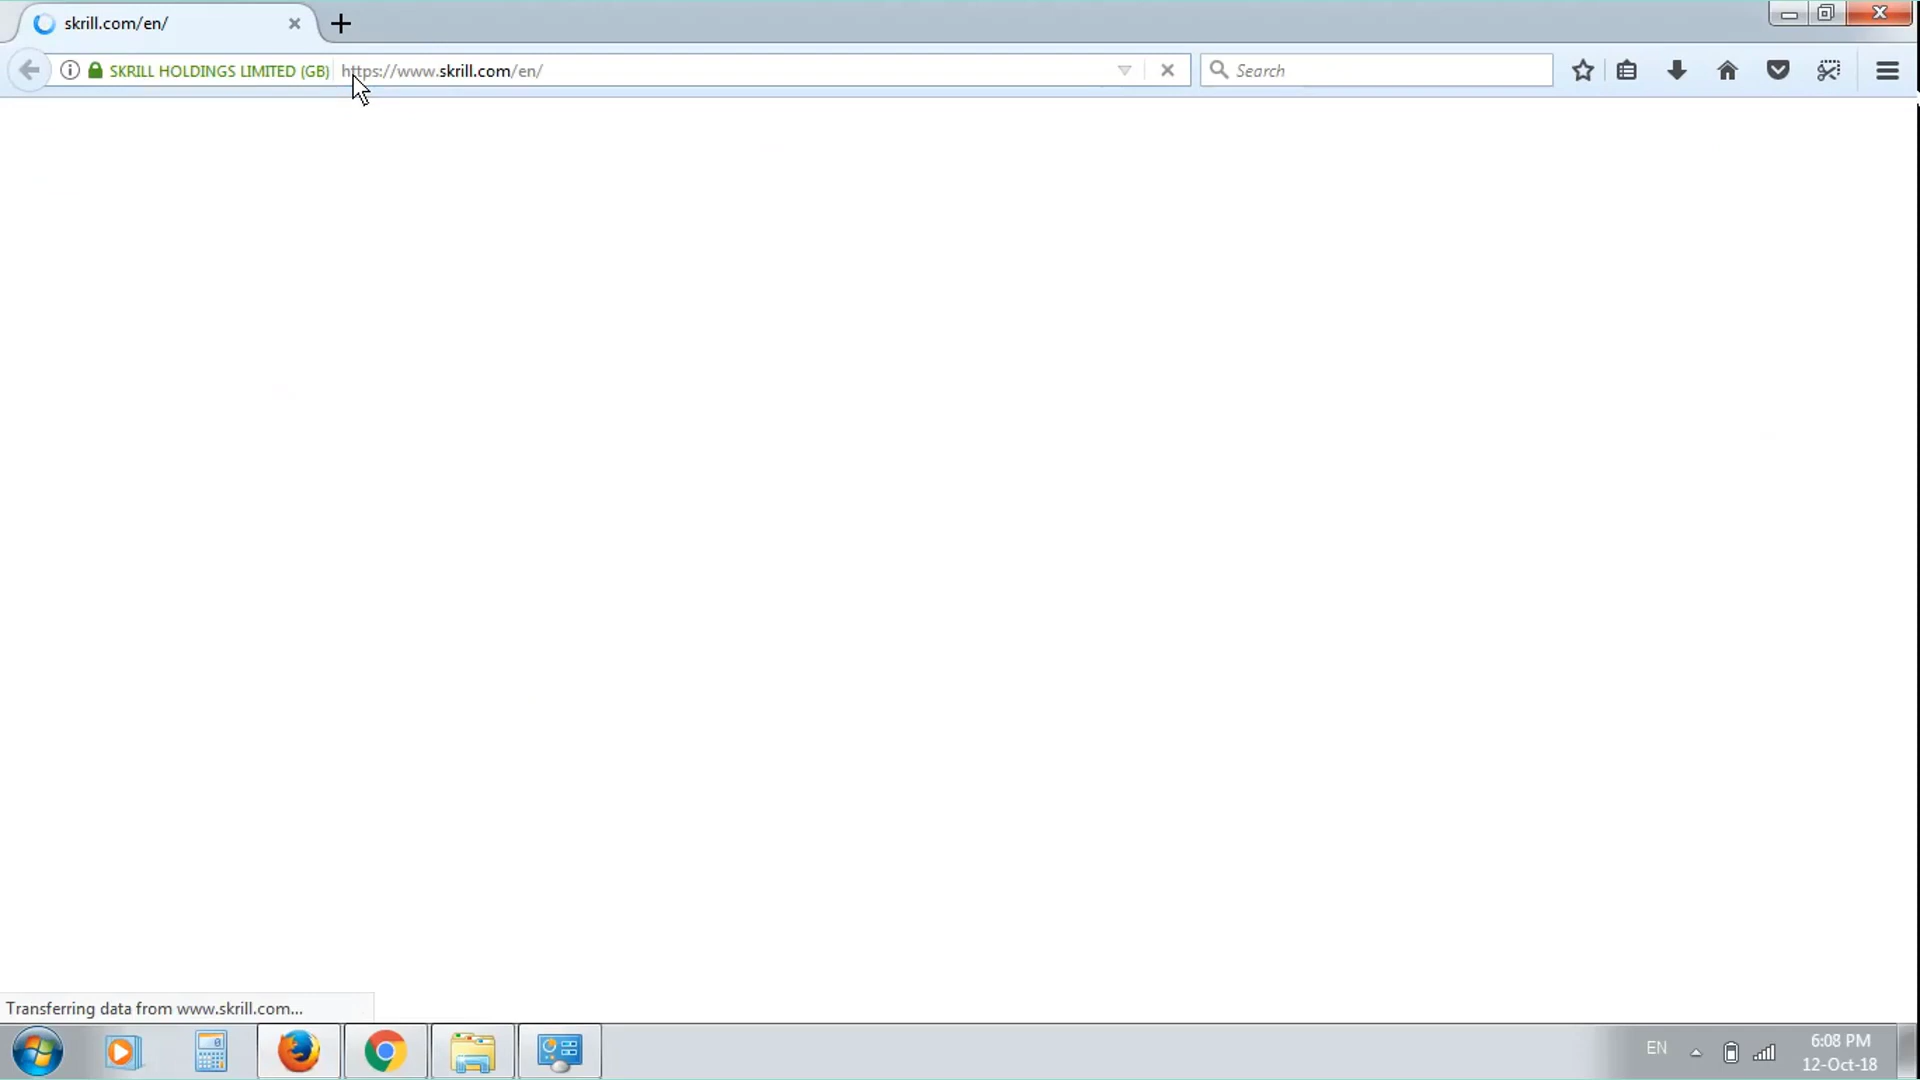 skrill.com/en/
SKRILL HOLDINGS LIMITED (GB)
https://www.skrill.com/en/
Search
Transferring data from www.skrill.com...
EN
6:08 PM
12-Oct-18